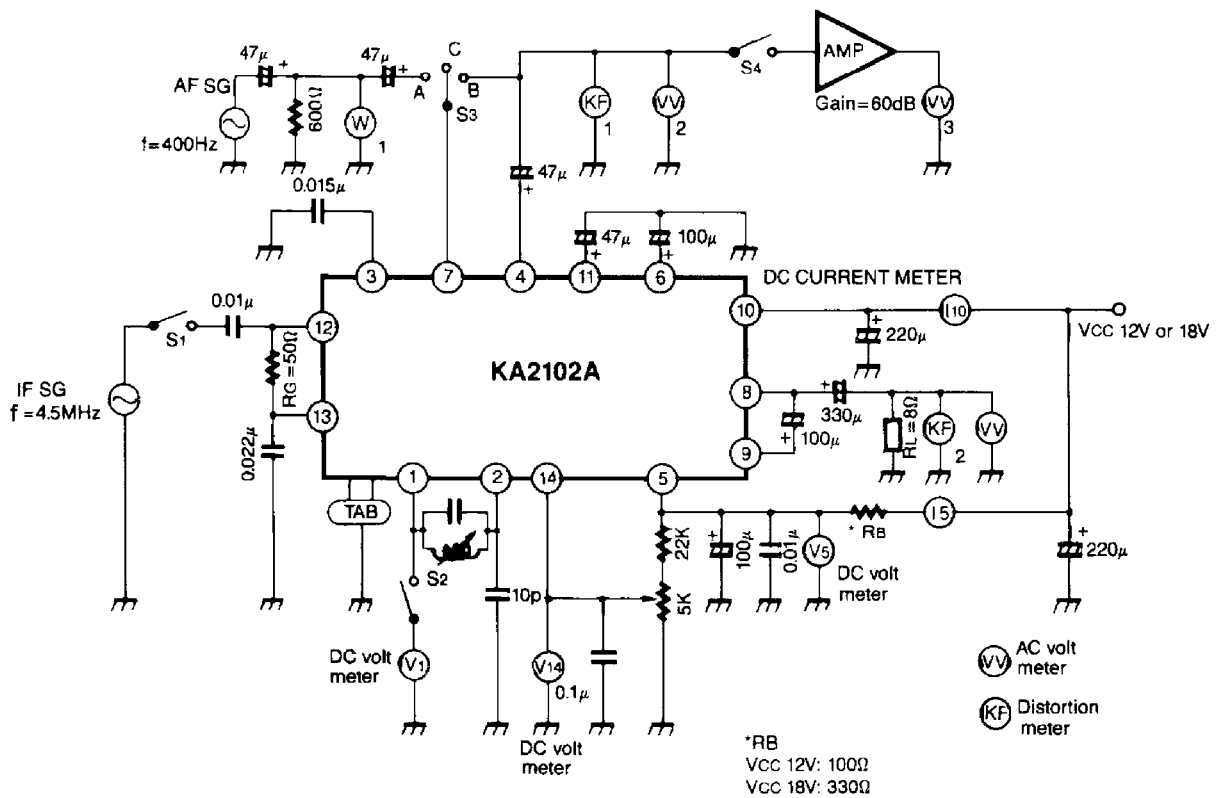 47µ
47µ
C
AF SG
A
B
S3
S4
AMP
Gain=60dB
600Ω
W
1
f=400Hz
KF
1
VV
2
VV
3
47µ
0.015µ
47µ
100µ
3
7
4
11
6
DC CURRENT METER
10
I10
VCC 12V or 18V
220µ
0.01µ
S1
12
RG=50Ω
KA2102A
IF SG
f = 4.5MHz
13
0.022µ
8
330µ
100µ
9
RL=8Ω
KF
2
VV
1
2
14
5
TAB
S2
10p
22K
5K
100µ
0.01µ
V5
DC volt
meter
* RB
I5
220µ
DC volt
meter
V1
V14
0.1µ
DC volt
meter
VV
AC volt
meter
KF
Distortion
meter
*RB
VCC 12V: 100Ω
VCC 18V: 330Ω